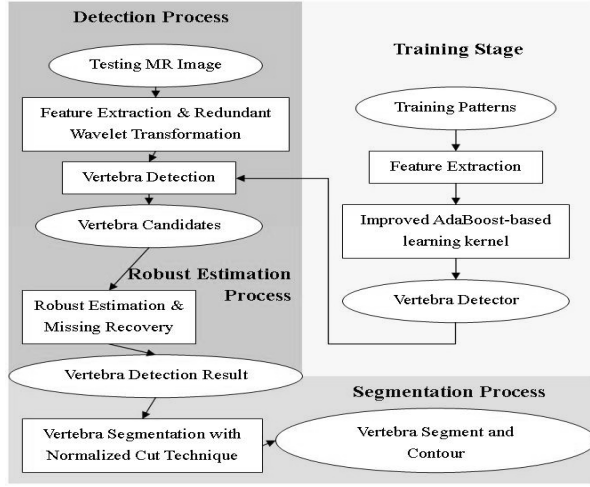 Detection Process
Testing MR Image
Feature Extraction & Redundant
Wavelet Transformation
Vertebra Detection
Vertebra Candidates
Robust Estimation
Process
Robust Estimation &
Missing Recovery
Vertebra Detection Result
Training Stage
Training Patterns
Feature Extraction
Improved AdaBoost-based
learning kernel
Vertebra Detector
Segmentation Process
Vertebra Segmentation with
Normalized Cut Technique
Vertebra Segment and
Contour